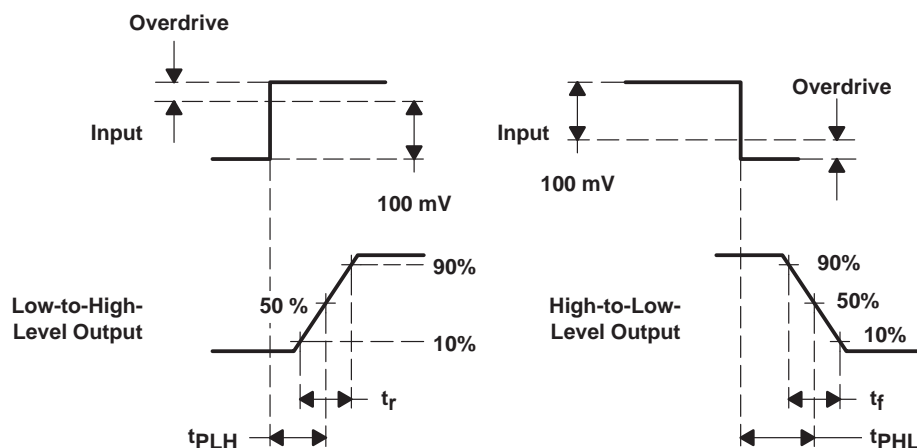 Overdrive
Input
100 mV
Low-to-High-
Level Output
90%
50 %
10%
tr
tPLH
Overdrive
Input
100 mV
High-to-Low-
Level Output
90%
50%
10%
tf
tPHL